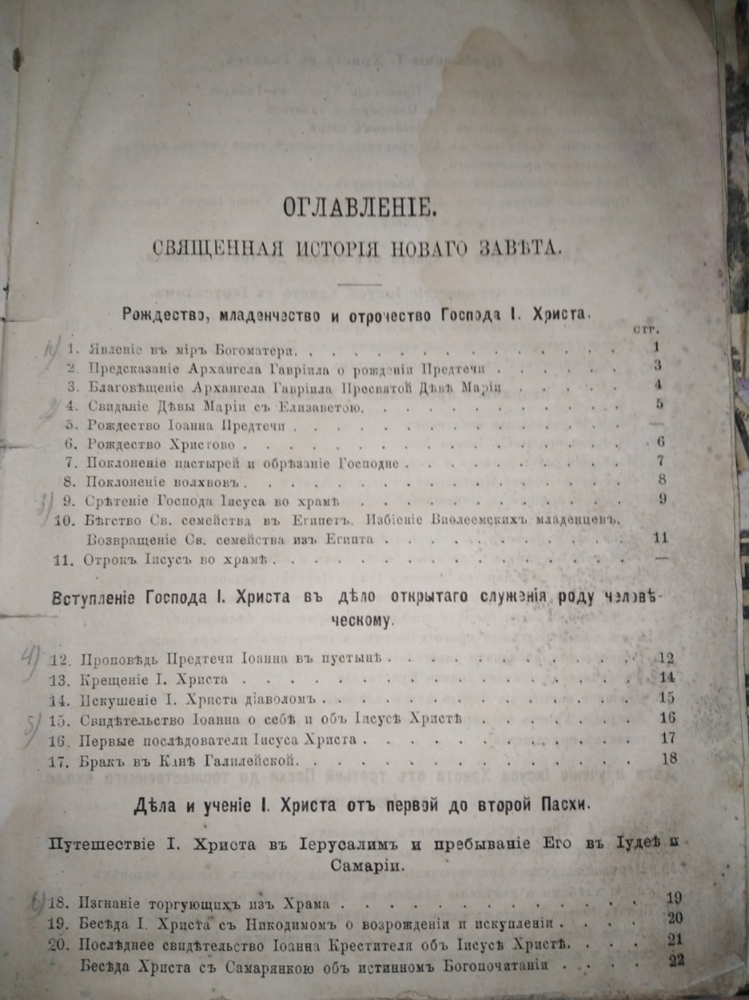 ОГЛАВЛЕНІЕ.
СВЯЩЕННАЯ ИСТОРІЯ НОВАГО ЗАВѢТА.
Рождество, младенчество и отрочество Господа I. Христа.
стр.
1) 1. Явленіе въ міръ Богоматери. 1
2. Предсказаніе Архангела Гавріила о рожденіи Предтечи 3
3. Благовѣщеніе Архангела Гавріила Пресвятой Дѣвѣ Маріи 4
4. Свиданіе Дѣвы Маріи съ Елизаветою. 5
5. Рождество Іоанна Предтечи —
6. Рождество Христово 6
7. Поклоненіе пастырей и обрѣзаніе Господне 7
8. Поклоненіе волхвовъ 8
3) 9. Срѣтеніе Господа Іисуса во храмѣ 9
10. Бѣгство Св. семейства въ Египетъ. Избіеніе Виѳлеемскихъ младенцевъ.
Возвращеніе Св. семейства изъ Египта 11
11. Отрокъ Іисусъ во храмѣ —
Вступленіе Господа I. Христа въ дѣло открытаго служенія роду человѣ-
ческому.
4) 12. Проповѣдь Предтечи Іоанна въ пустынѣ 12
13. Крещеніе I. Христа 14
14. Искушеніе I. Христа діаволомъ 15
5) 15. Свидѣтельство Іоанна о себѣ и объ Іисусѣ Христѣ 16
16. Первые послѣдователи Іисуса Христа 17
17. Бракъ въ Канѣ Галилейской. 18
Дѣла и ученіе I. Христа отъ первой до второй Пасхи.
Путешествіе I. Христа въ Іерусалимъ и пребываніе Его въ Іудеѣ и
Самаріи.
6) 18. Изгнаніе торгующихъ изъ Храма 19
19. Бесѣда I. Христа съ Никодимомъ о возрожденіи и искупленіи 20
20. Послѣднее свидѣтельство Іоанна Крестителя объ Іисусѣ Христѣ. 21
Бесѣда Христа съ Самарянкою объ истинномъ Богопочитаніи 22